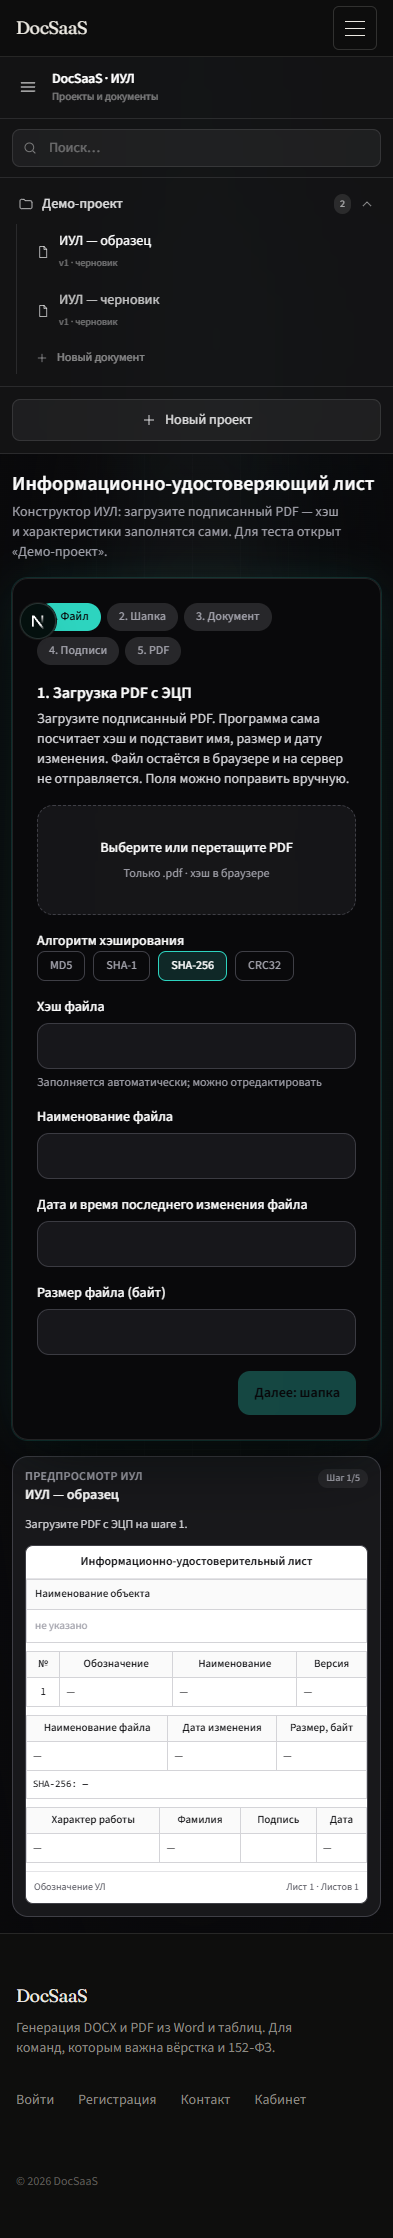 DocSaaS
DocSaaS · ИУЛ
Проекты и документы
Поиск...
Демо-проект
2
ИУЛ — образец
v1 · черновик
ИУЛ — черновик
v1 · черновик
+ Новый документ
+ Новый проект
Информационно-удостоверяющий лист
Конструктор ИУЛ: загрузите подписанный PDF — хэш
и характеристики заполнятся сами. Для теста открыт
«Демо-проект».
N
Файл
2. Шапка
3. Документ
4. Подписи
5. PDF
1. Загрузка PDF с ЭЦП
Загрузите подписанный PDF. Программа сама
посчитает хэш и подставит имя, размер и дату
изменения. Файл остаётся в браузере и на сервер
не отправляется. Поля можно поправить вручную.
Выберите или перетащите PDF
Только .pdf · хэш в браузере
Алгоритм хэширования
MD5
SHA-1
SHA-256
CRC32
Хэш файла
Заполняется автоматически; можно отредактировать
Наименование файла
Дата и время последнего изменения файла
Размер файла (байт)
Далее: шапка
ПРЕДПРОСМОТР ИУЛ
Шаг 1/5
ИУЛ — образец
Загрузите PDF с ЭЦП на шаге 1.
Информационно-удостоверительный лист
Наименование объекта
не указано
№ Обозначение Наименование Версия
1 — — —
Наименование файла Дата изменения Размер, байт
— — —
SHA-256: —
Характер работы Фамилия Подпись Дата
— — —
Обозначение УЛ Лист 1 · Листов 1
DocSaaS
Генерация DOCX и PDF из Word и таблиц. Для
команд, которым важна вёрстка и 152-ФЗ.
Войти Регистрация Контакт Кабинет
© 2026 DocSaaS